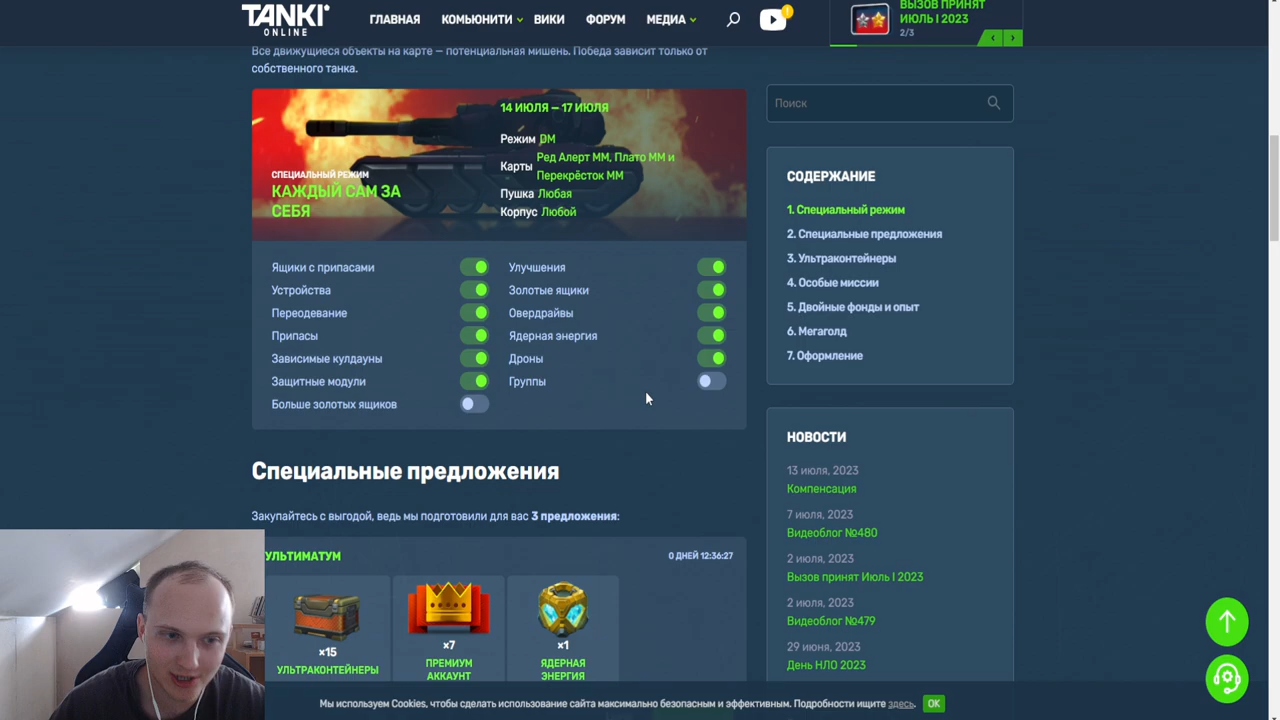 TANKI
ONLINE
ГЛАВНАЯ
КОМЬЮНИТИ
ВИКИ
ФОРУМ
МЕДИА
!
ВЫЗОВ ПРИНЯТ
ИЮЛЬ I 2023
2/3
Все движущиеся объекты на карте — потенциальная мишень. Победа зависит только от
собственного танка.
14 ИЮЛЯ — 17 ИЮЛЯ
Режим DM
Карты Ред Алерт ММ, Плато ММ и
Перекрёсток ММ
Пушка Любая
Корпус Любой
СПЕЦИАЛЬНЫЙ РЕЖИМ
КАЖДЫЙ САМ ЗА
СЕБЯ
Ящики с припасами
Улучшения
Устройства
Золотые ящики
Переодевание
Овердрайвы
Припасы
Ядерная энергия
Зависимые кулдауны
Дроны
Защитные модули
Группы
Больше золотых ящиков
Специальные предложения
Закупайтесь с выгодой, ведь мы подготовили для вас 3 предложения:
УЛЬТИМАТУМ
0 ДНЕЙ 12:36:27
×15
УЛЬТРАКОНТЕЙНЕРЫ
×7
ПРЕМИУМ
АККАУНТ
×1
ЯДЕРНАЯ
ЭНЕРГИЯ
Поиск
СОДЕРЖАНИЕ
1. Специальный режим
2. Специальные предложения
3. Ультраконтейнеры
4. Особые миссии
5. Двойные фонды и опыт
6. Мегаголд
7. Оформление
НОВОСТИ
13 июля, 2023
Компенсация
7 июля, 2023
Видеоблог №480
2 июля, 2023
Вызов принят Июль I 2023
2 июля, 2023
Видеоблог №479
29 июня, 2023
День НЛО 2023
Мы используем Cookies, чтобы сделать использование сайта максимально безопасным и эффективным. Подробности ищите здесь.
OK